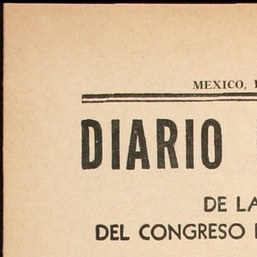 MEXICO,
DIARIO
DE LA
DEL CONGRESO